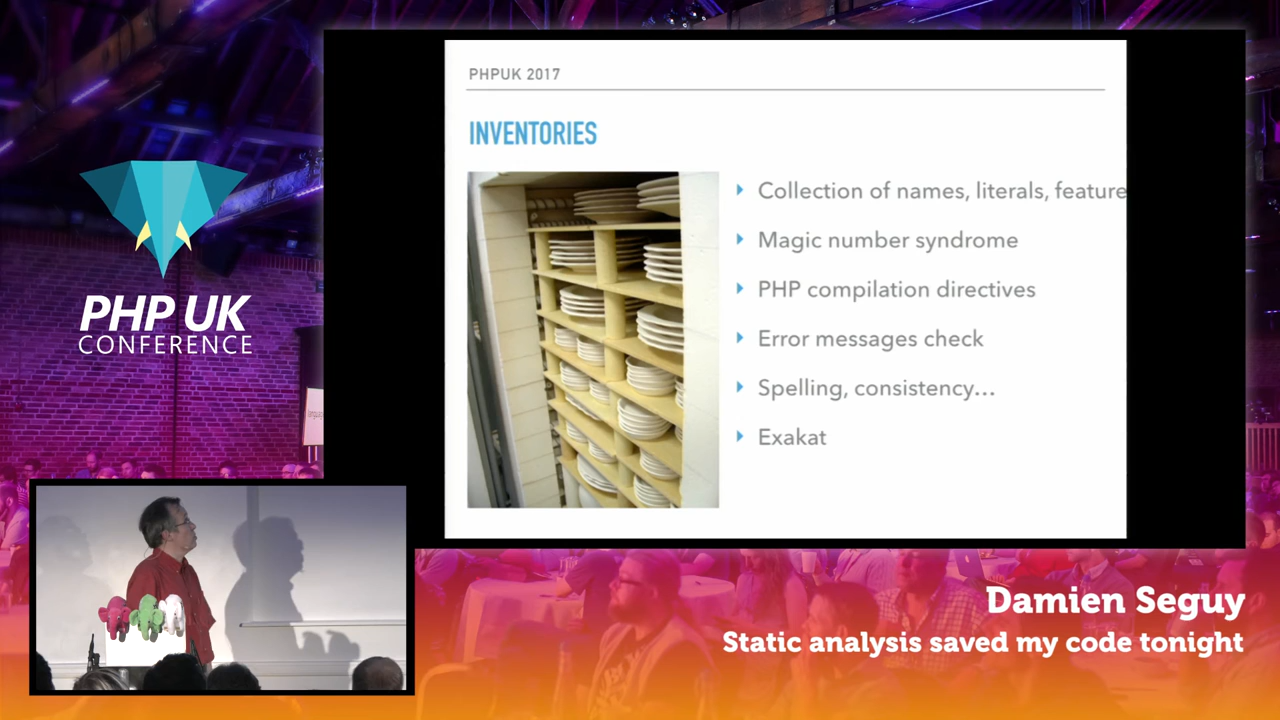 PHPUK 2017
INVENTORIES
Collection of names, literals, feature
Magic number syndrome
PHP compilation directives
Error messages check
Spelling, consistency...
Exakat
PHP UK
CONFERENCE
Damien Seguy
Static analysis saved my code tonight